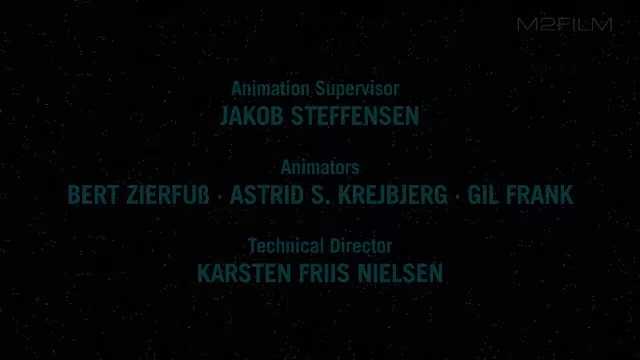 M2FILM
Animation Supervisor
JAKOB STEFFENSEN
Animators
BERT ZIERFUß · ASTRID S. KREJBJERG · GIL FRANK
Technical Director
KARSTEN FRIIS NIELSEN